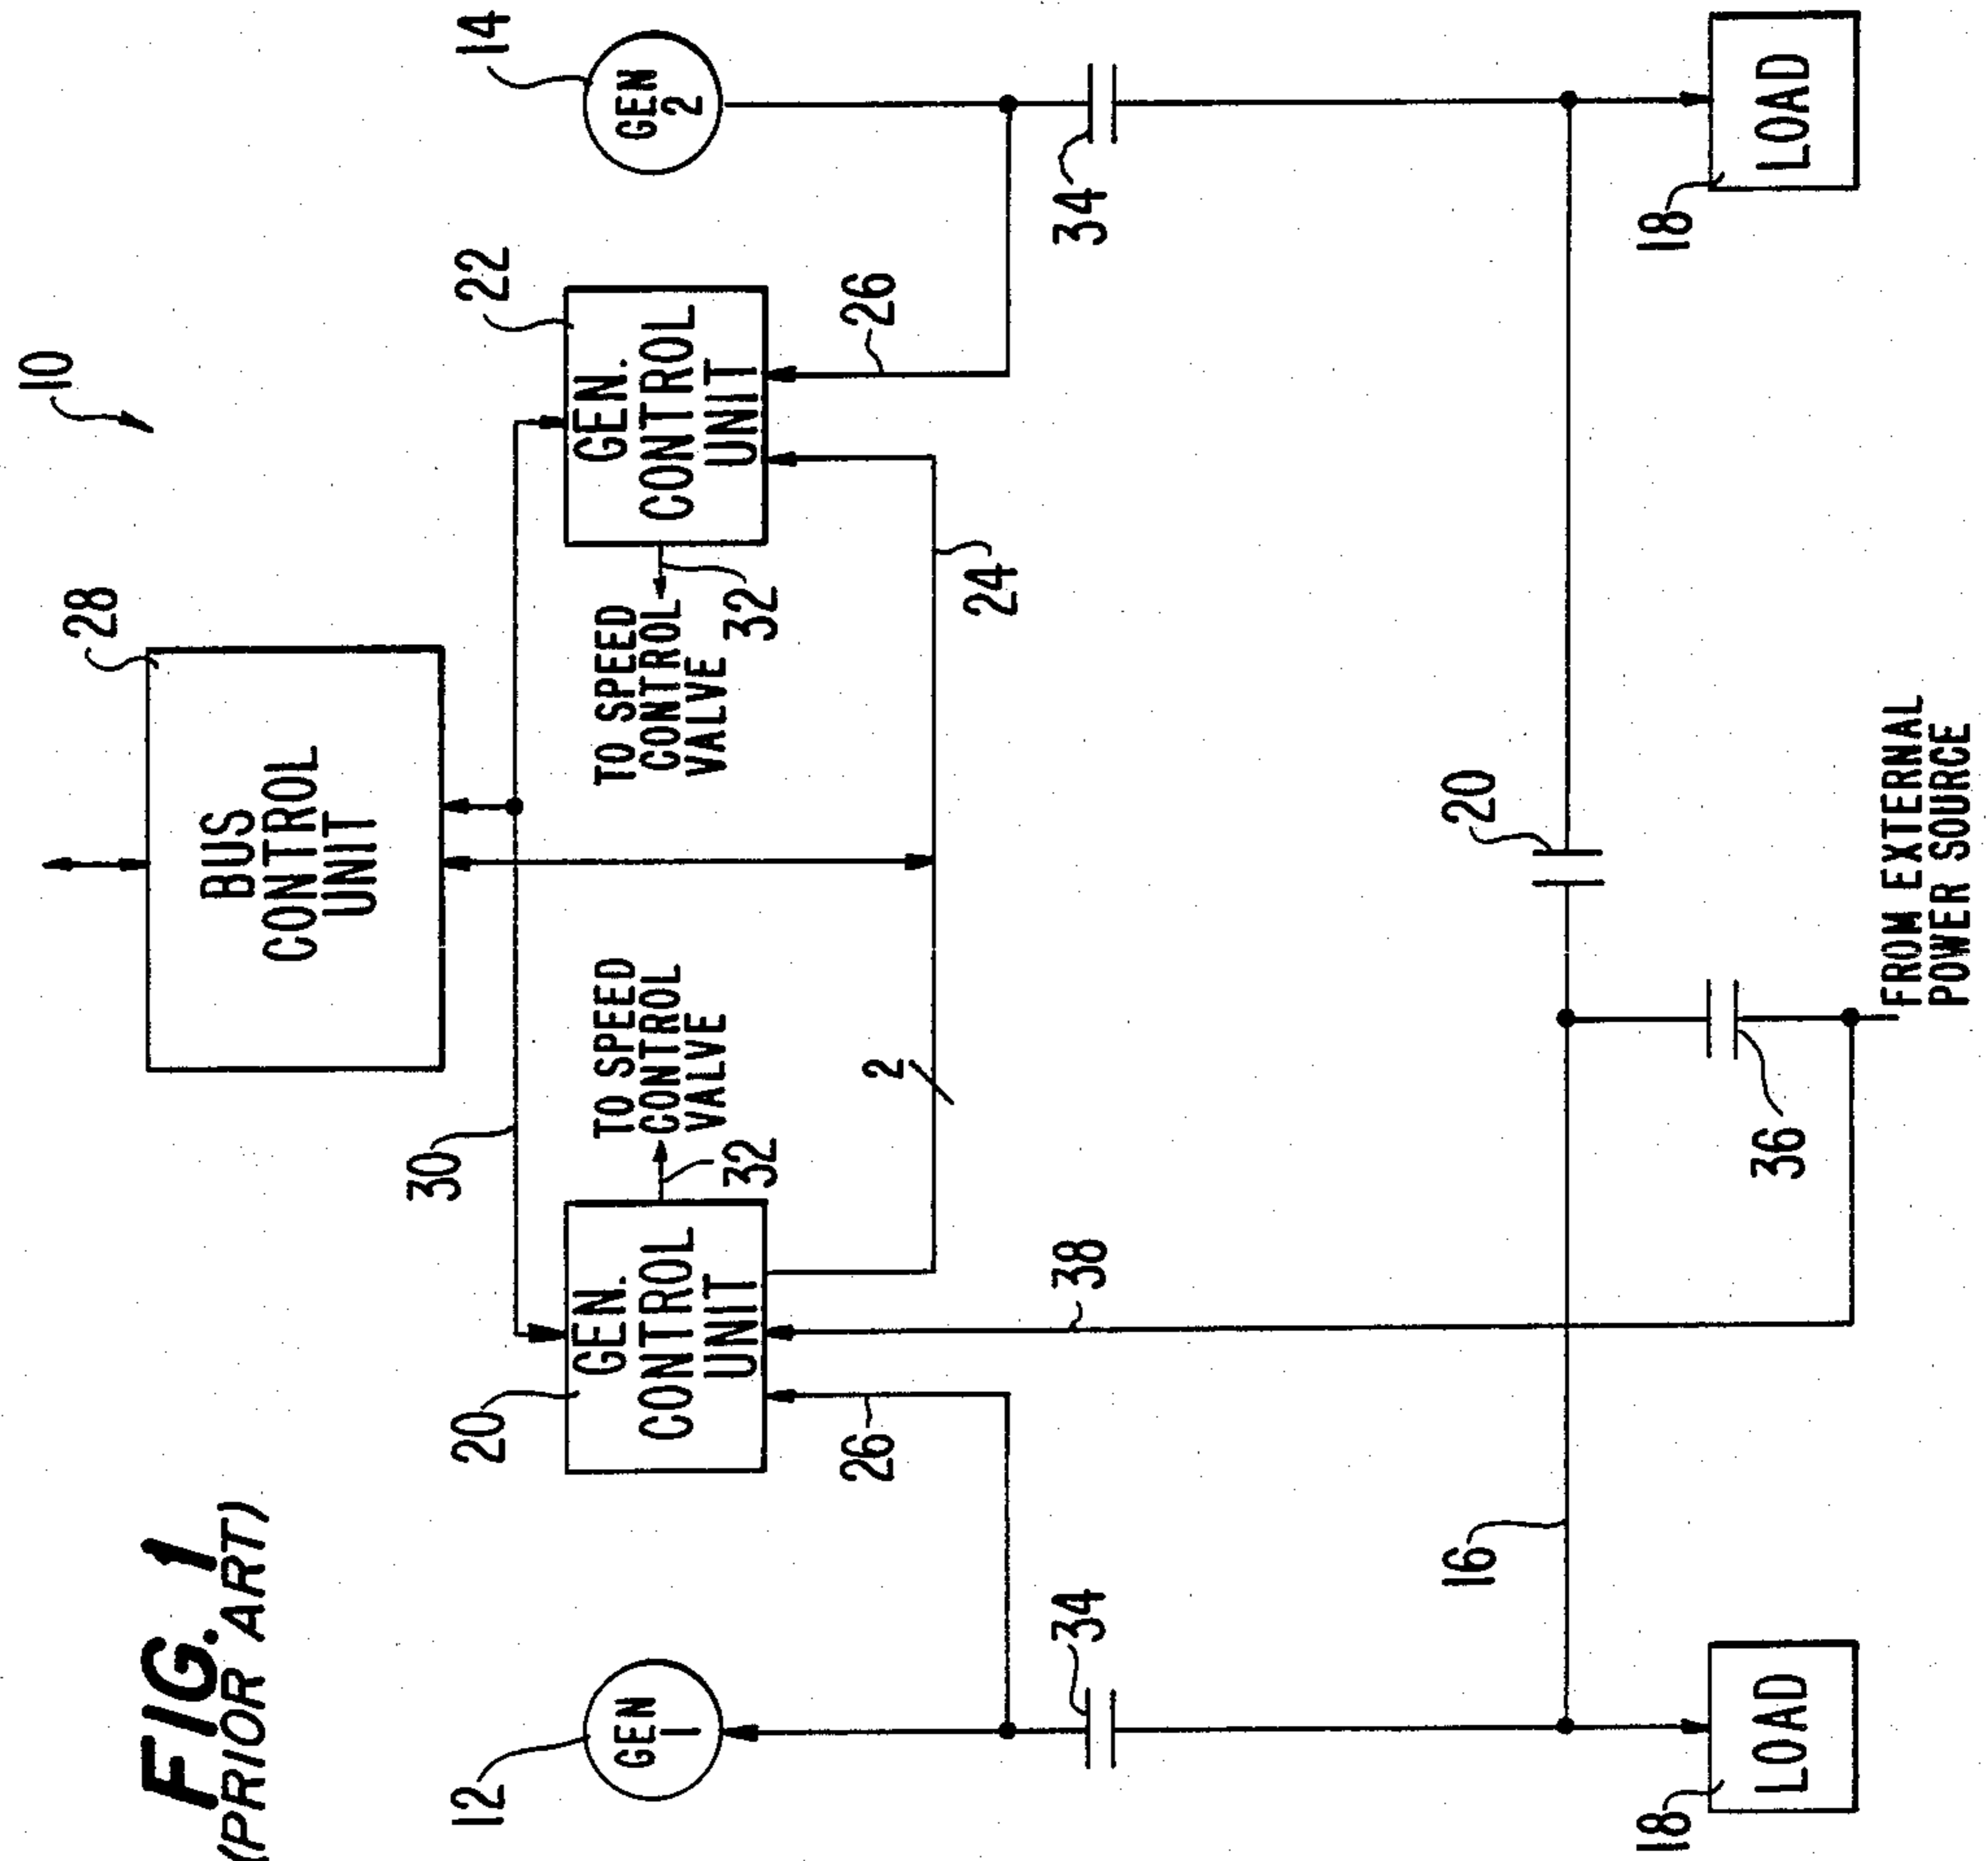 FIG. 1
(PRIOR ART)
10
28
BUS
CONTROL
UNIT
30
12
GEN
1
20
GEN.
CONTROL
UNIT
32
TO SPEED
CONTROL
VALVE
TO SPEED
CONTROL
VALVE
32
22
GEN.
CONTROL
UNIT
14
GEN
2
26
2
24
26
34
38
34
16
20
18
LOAD
36
FROM EXTERNAL
POWER SOURCE
18
LOAD